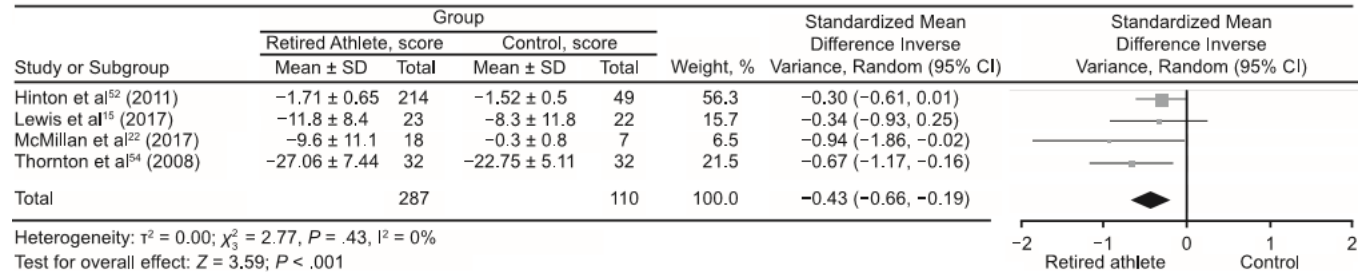 Group
Standardized Mean Standardized Mean
Retired Athlete, score Control, score Difference Inverse Difference Inverse
Study or Subgroup Mean ± SD Total Mean ± SD Total Weight, % Variance, Random (95% CI) Variance, Random (95% CI)
Hinton et al⁵² (2011) −1.71 ± 0.65 214 −1.52 ± 0.5 49 56.3 −0.30 (−0.61, 0.01)
Lewis et al¹⁵ (2017) −11.8 ± 8.4 23 −8.3 ± 11.8 22 15.7 −0.34 (−0.93, 0.25)
McMillan et al²² (2017) −9.6 ± 11.1 18 −0.3 ± 0.8 7 6.5 −0.94 (−1.86, −0.02)
Thornton et al⁵⁴ (2008) −27.06 ± 7.44 32 −22.75 ± 5.11 32 21.5 −0.67 (−1.17, −0.16)
Total 287 110 100.0 −0.43 (−0.66, −0.19)
Heterogeneity: τ² = 0.00; χ²₃ = 2.77, P = .43, I² = 0%
Test for overall effect: Z = 3.59; P < .001
−2 −1 0 1 2
Retired athlete Control